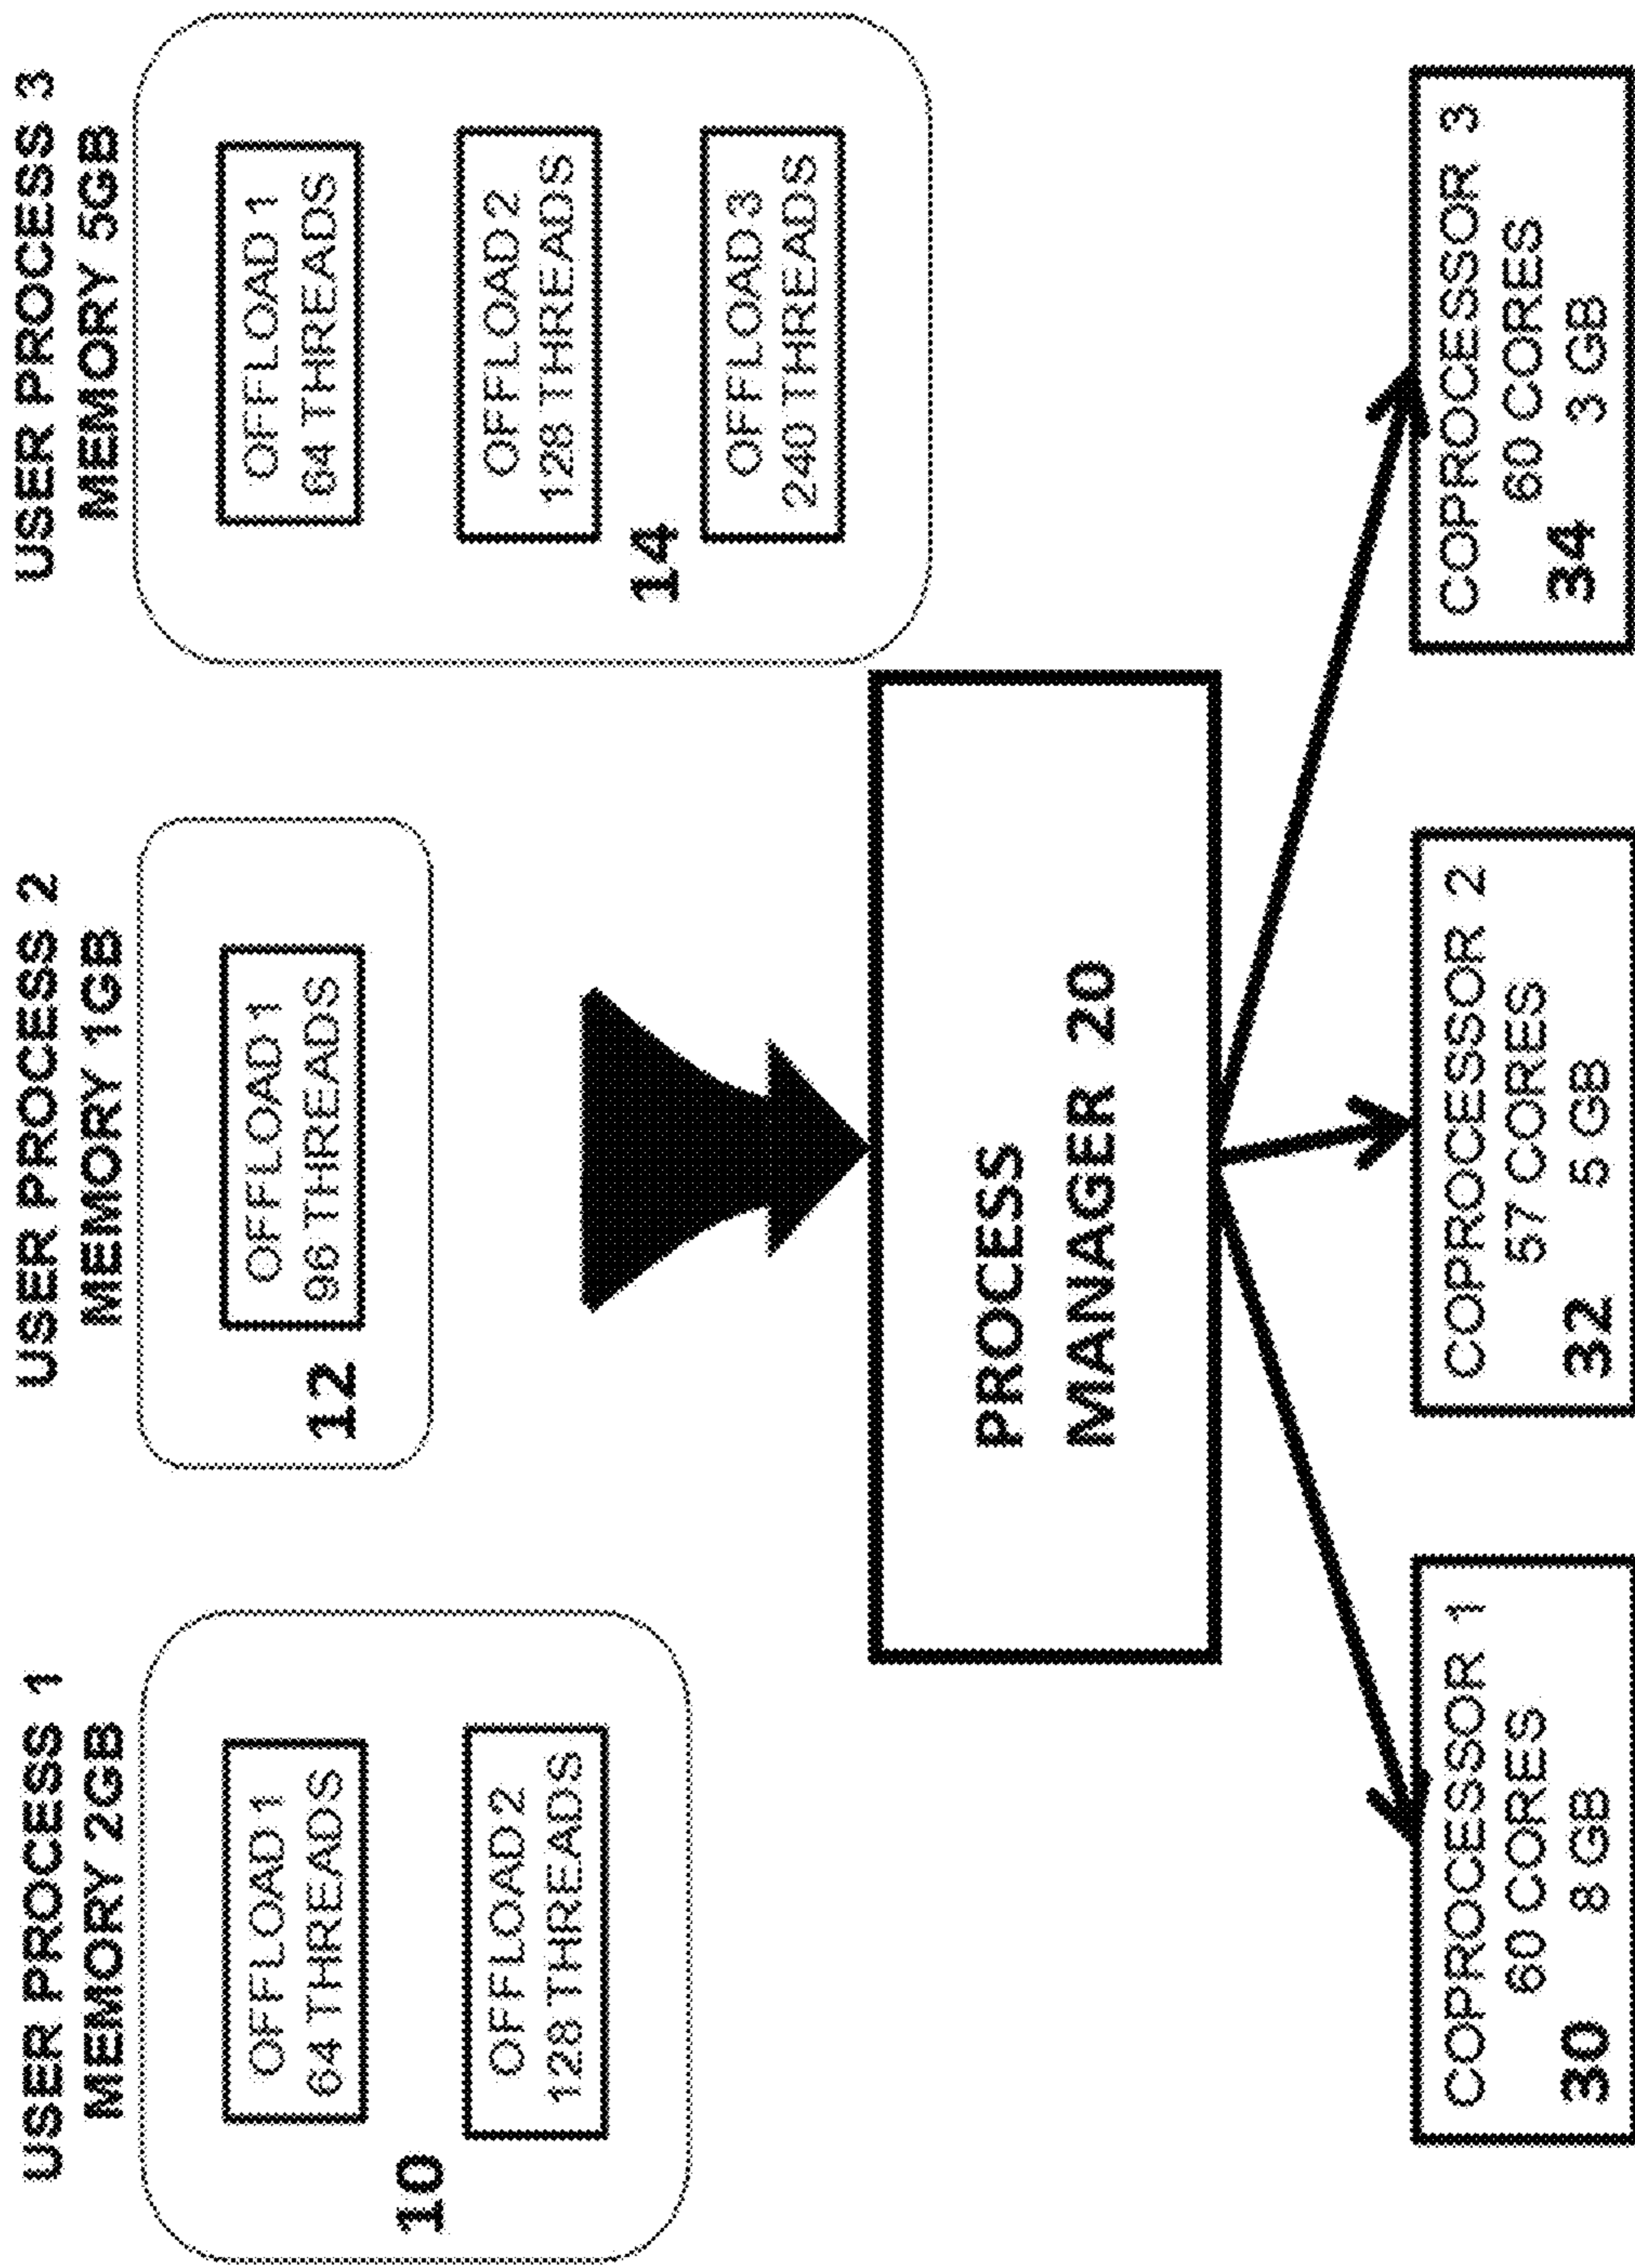 USER PROCESS 1
MEMORY 2GB
OFFLOAD 1
64 THREADS
10
OFFLOAD 2
128 THREADS
USER PROCESS 2
MEMORY 1GB
OFFLOAD 1
96 THREADS
12
USER PROCESS 3
MEMORY 5GB
OFFLOAD 1
64 THREADS
OFFLOAD 2
128 THREADS
14
OFFLOAD 3
240 THREADS
PROCESS
MANAGER 20
COPROCESSOR 1
60 CORES
30 8 GB
COPROCESSOR 2
57 CORES
32 5 GB
COPROCESSOR 3
60 CORES
34 3 GB